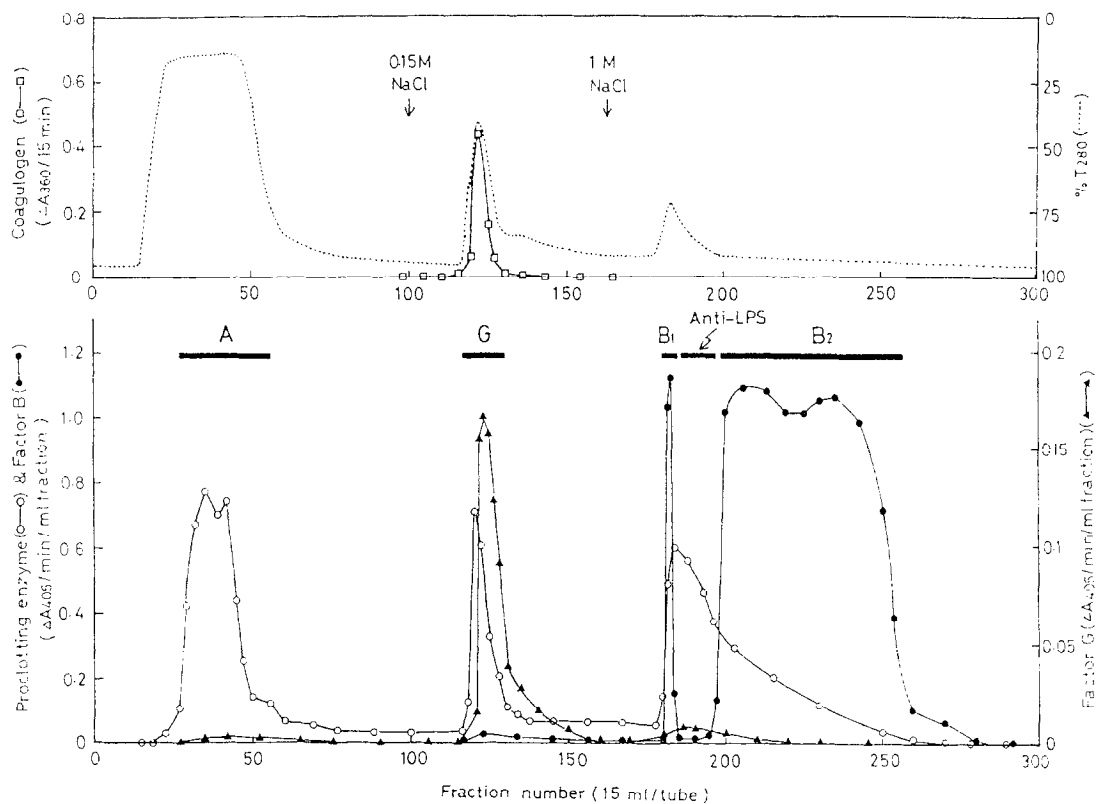 Coagulogen (□—□)
(ΔA360/15 min)
0.8
0.6
0.4
0.2
0
0.15M
NaCl
1 M
NaCl
0
25
50
75
100
% T280 (·····)
0
50
100
150
200
300
Proclotting enzyme (○—○) & Factor B (●—●)
(ΔA405/min/ml fraction)
1.2
1.0
0.8
0.6
0.4
0.2
0
A
G
B1
Anti-LPS
B2
0.2
0.15
0.1
0.05
0
Factor G (ΔA405/min/ml fraction)(▲—▲)
0
50
100
150
200
250
300
Fraction number (15 ml/tube)